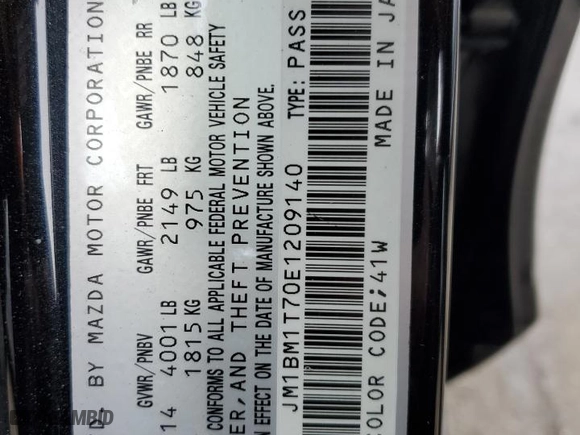 BY MAZDA MOTOR CORPORATION
GVWR/PNBV GAWR/PNBE FRT GAWR/PNBE RR
14 4001 LB 2149 LB 1870 LB
1815 KG 975 KG 848 KG
CONFORMS TO ALL APPLICABLE FEDERAL MOTOR VEHICLE SAFETY
ER, AND THEFT PREVENTION
N EFFECT ON THE DATE OF MANUFACTURE SHOWN ABOVE.
JM1BM1T70E1209140 TYPE: PASS
COLOR CODE;41W MADE IN JA